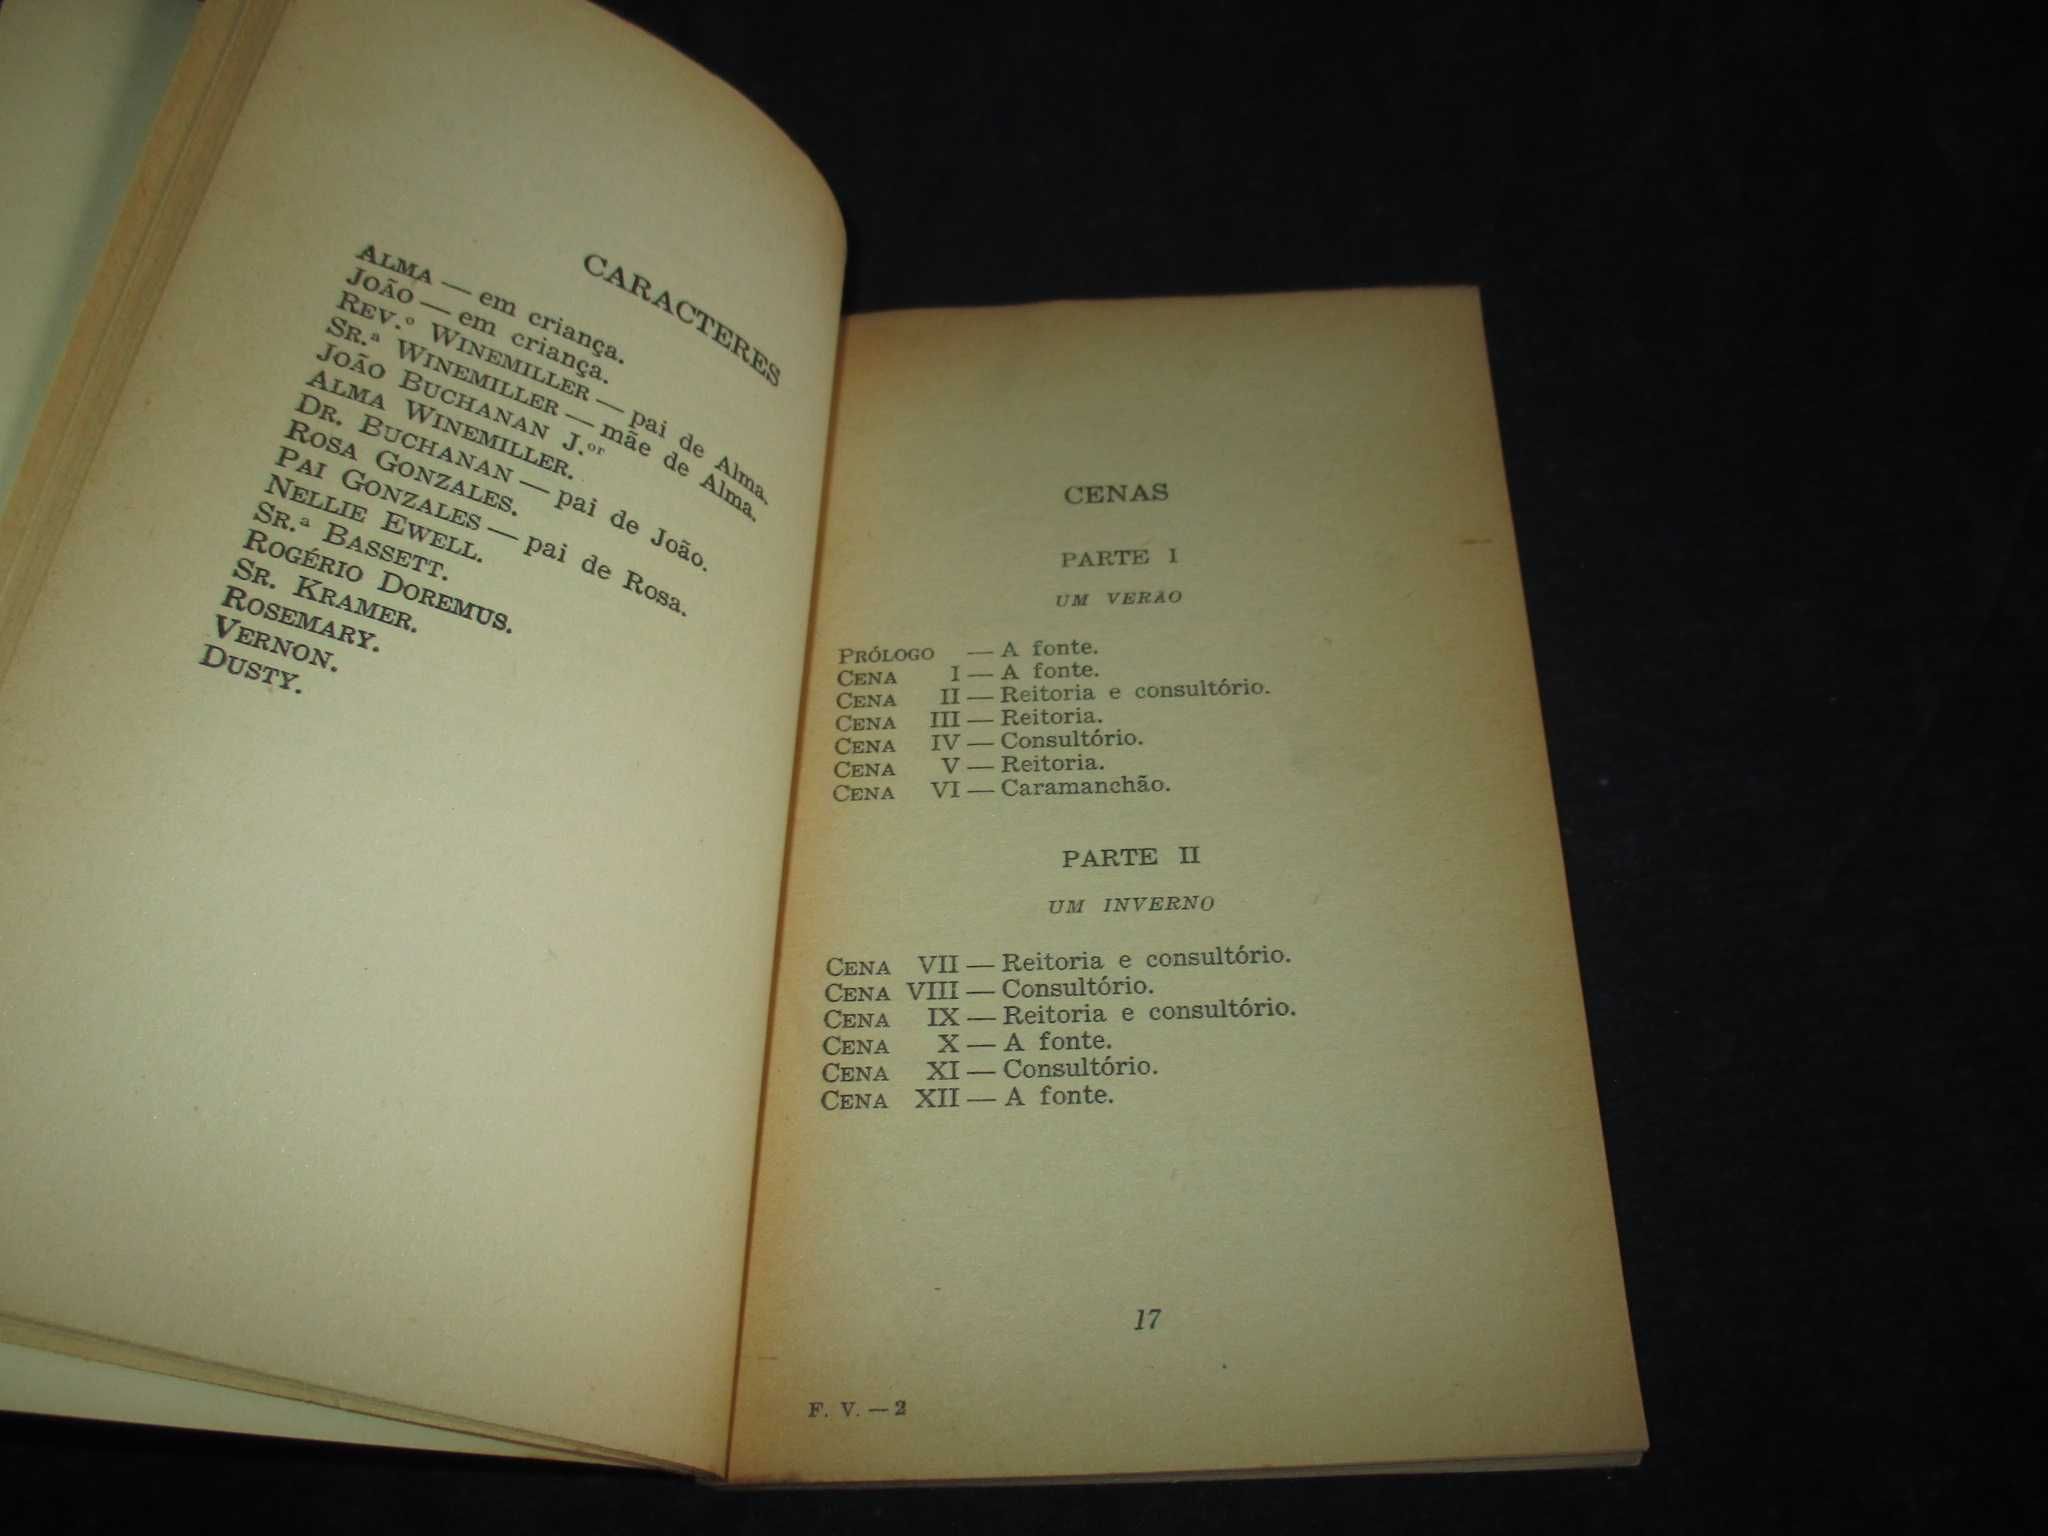 CARACTERES
ALMA — em criança.
JOÃO — em criança.
REV.º WINEMILLER — pai de Alma.
SR.ª WINEMILLER — mãe de Alma.
JOÃO BUCHANAN J.or
ALMA WINEMILLER.
DR. BUCHANAN — pai de João.
ROSA GONZALES.
PAI GONZALES — pai de Rosa.
NELLIE EWELL.
SR.ª BASSETT.
ROGÉRIO DOREMUS.
SR. KRAMER.
ROSEMARY.
VERNON.
DUSTY.
CENAS
PARTE I
UM VERÃO
PRÓLOGO — A fonte.
CENA I — A fonte.
CENA II — Reitoria e consultório.
CENA III — Reitoria.
CENA IV — Consultório.
CENA V — Reitoria.
CENA VI — Caramanchão.
PARTE II
UM INVERNO
CENA VII — Reitoria e consultório.
CENA VIII — Consultório.
CENA IX — Reitoria e consultório.
CENA X — A fonte.
CENA XI — Consultório.
CENA XII — A fonte.
17
F. V. — 2